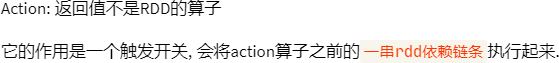 Action: 返回值不是RDD的算子
它的作用是一个触发开关, 会将action算子之前的 一串rdd依赖链条 执行起来.